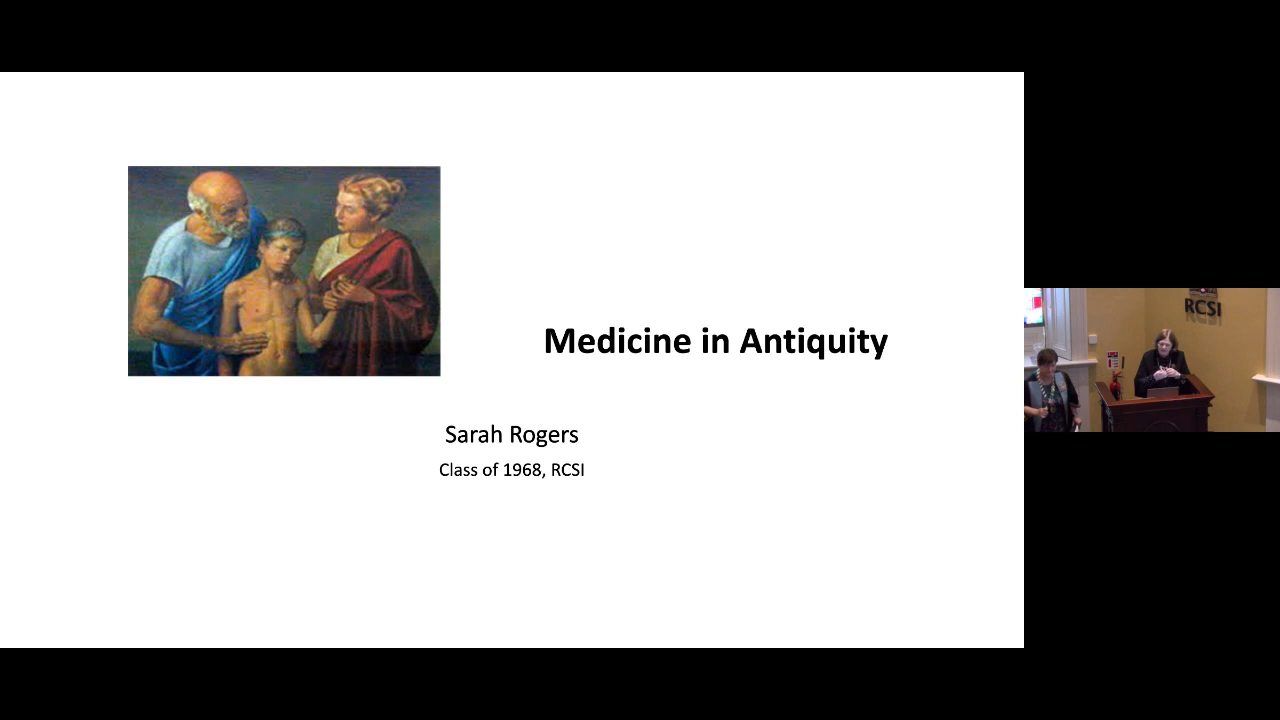 Medicine in Antiquity
Sarah Rogers
Class of 1968, RCSI
RCSI